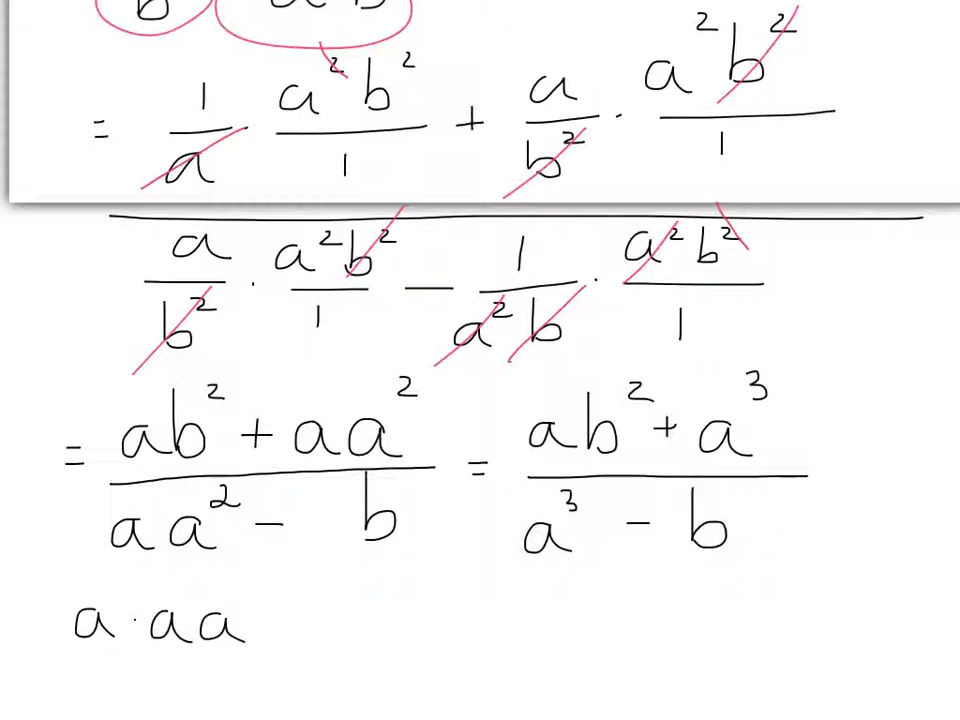 b a b
= 1/a · a²b²/1 + a/b² · a²b²/1
a/b² · a²b²/1 − 1/a²b · a²b²/1
= ab² + aa² / aa² − b = ab² + a³ / a³ − b
a · aa